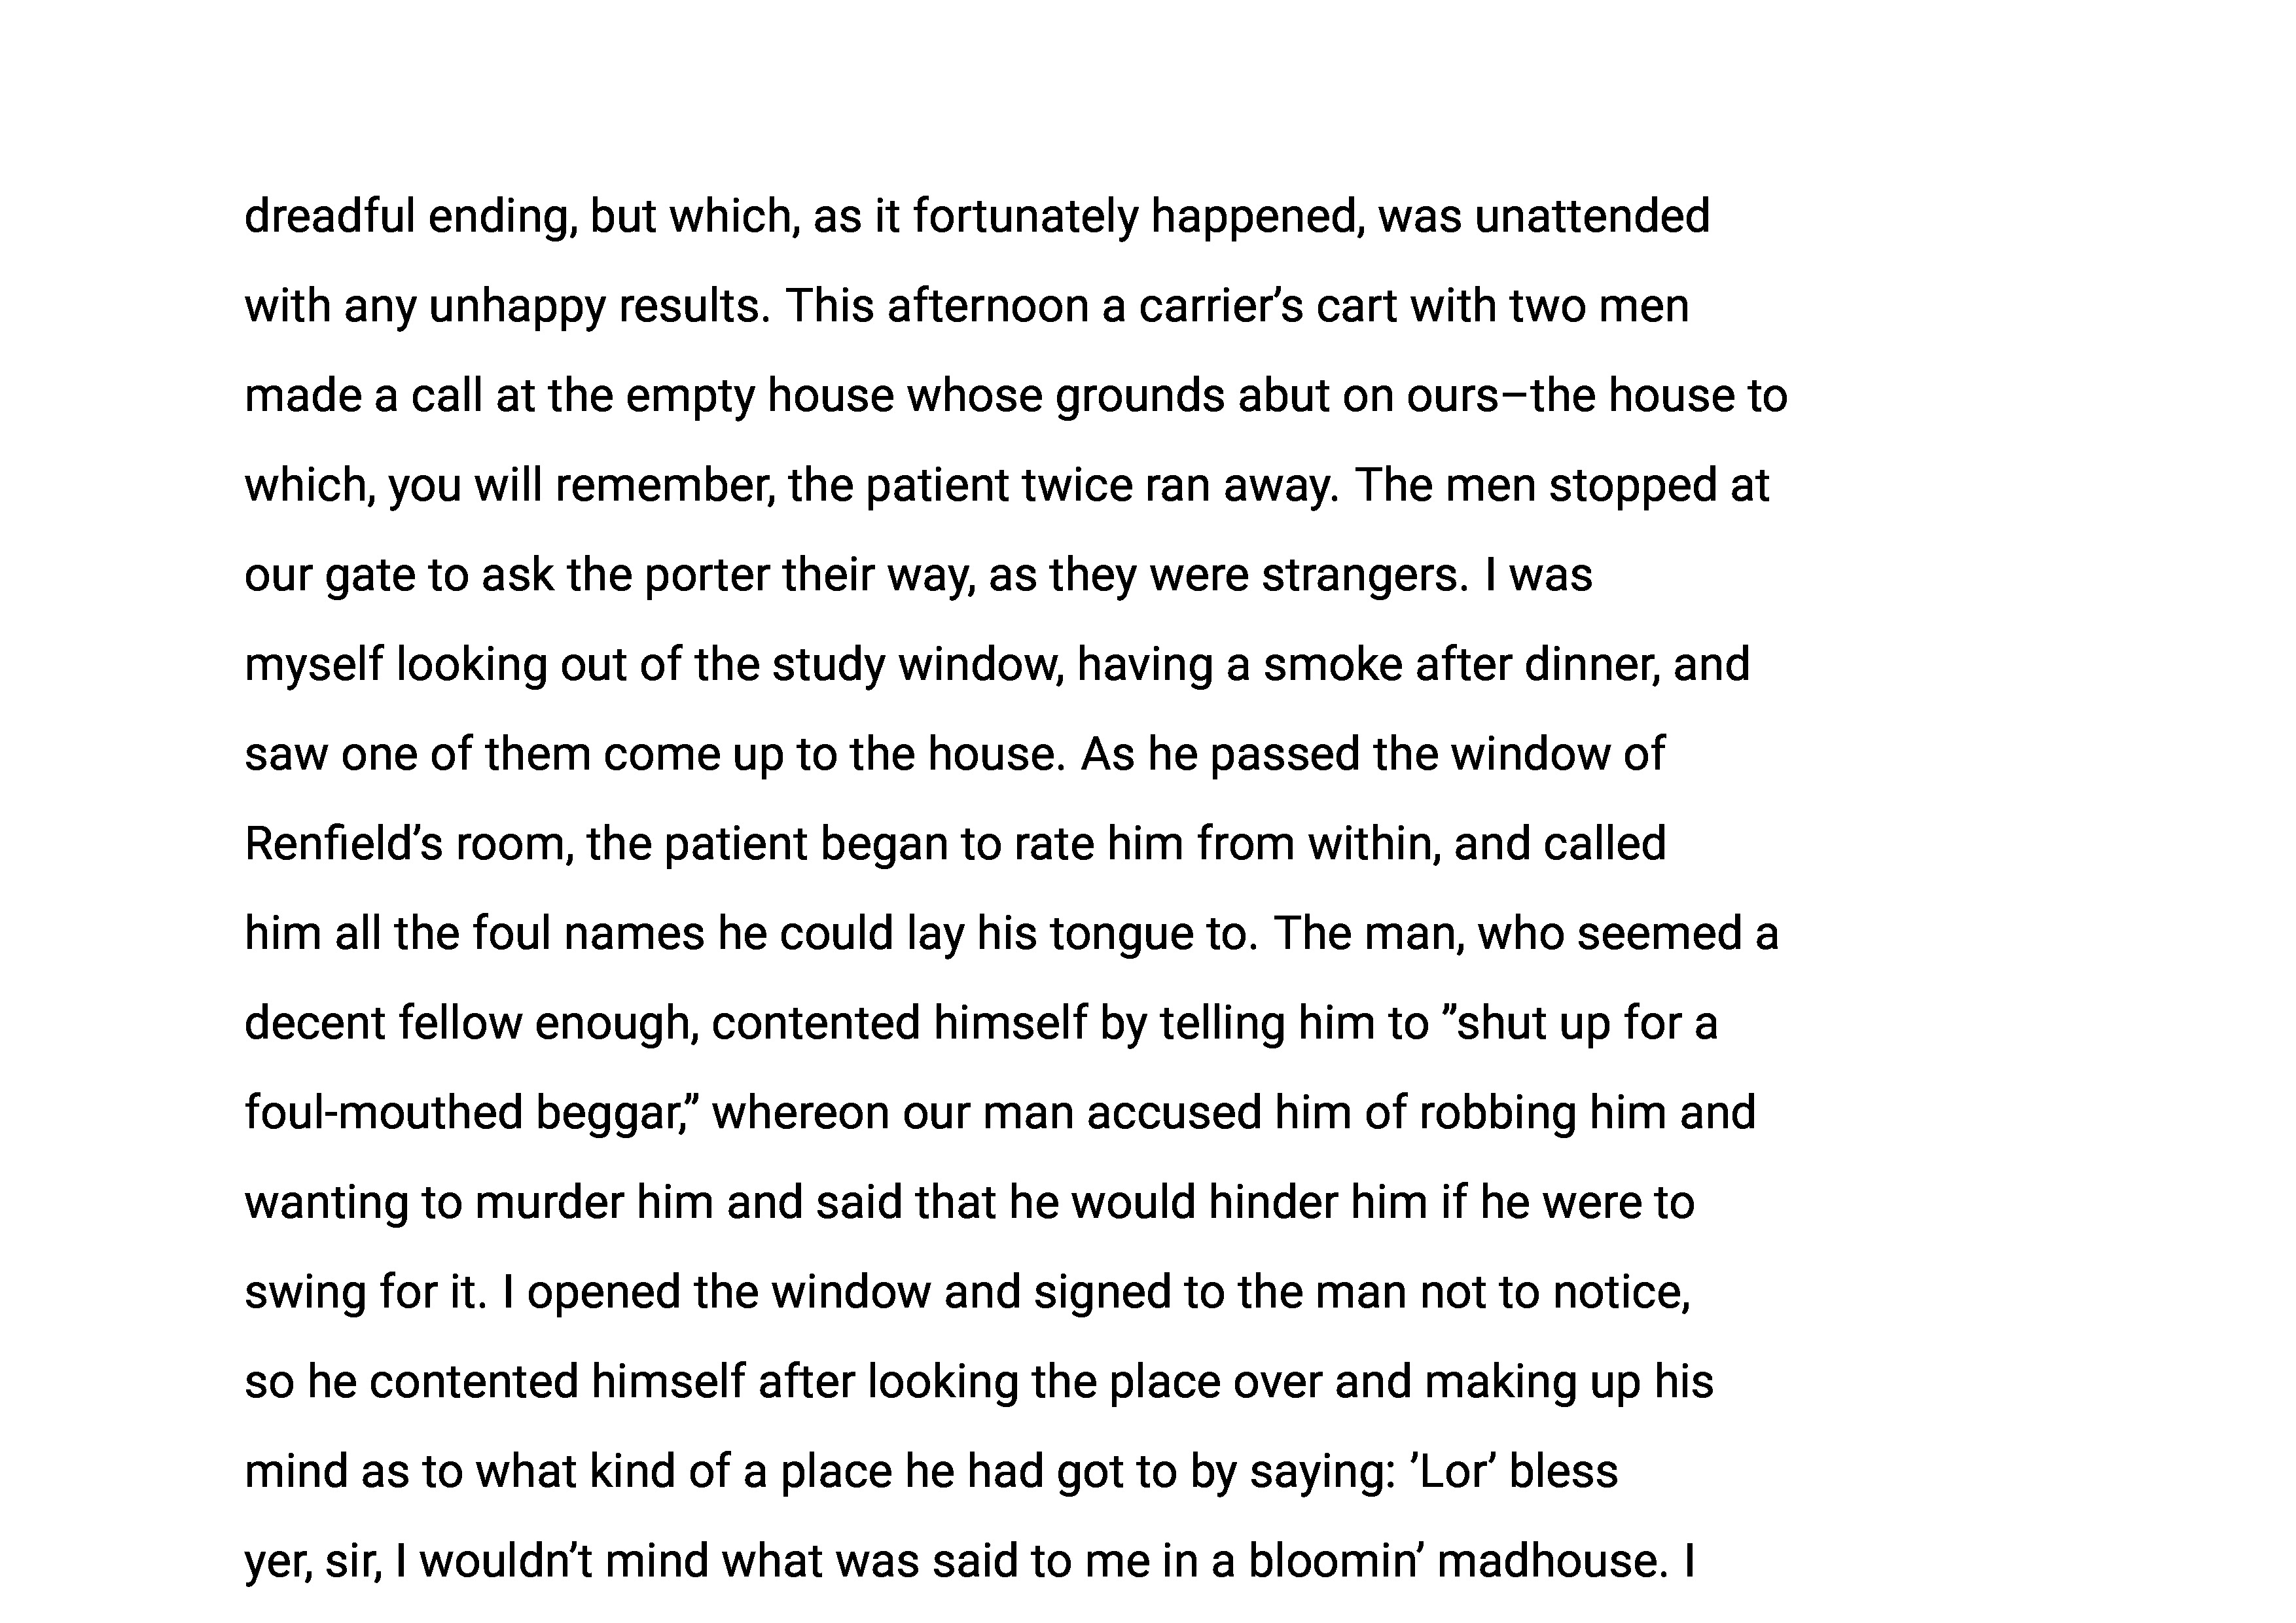 dreadful ending, but which, as it fortunately happened, was unattended
with any unhappy results. This afternoon a carrier’s cart with two men
made a call at the empty house whose grounds abut on ours–the house to
which, you will remember, the patient twice ran away. The men stopped at
our gate to ask the porter their way, as they were strangers. I was
myself looking out of the study window, having a smoke after dinner, and
saw one of them come up to the house. As he passed the window of
Renfield’s room, the patient began to rate him from within, and called
him all the foul names he could lay his tongue to. The man, who seemed a
decent fellow enough, contented himself by telling him to ”shut up for a
foul-mouthed beggar,” whereon our man accused him of robbing him and
wanting to murder him and said that he would hinder him if he were to
swing for it. I opened the window and signed to the man not to notice,
so he contented himself after looking the place over and making up his
mind as to what kind of a place he had got to by saying: ’Lor’ bless
yer, sir, I wouldn’t mind what was said to me in a bloomin’ madhouse. I